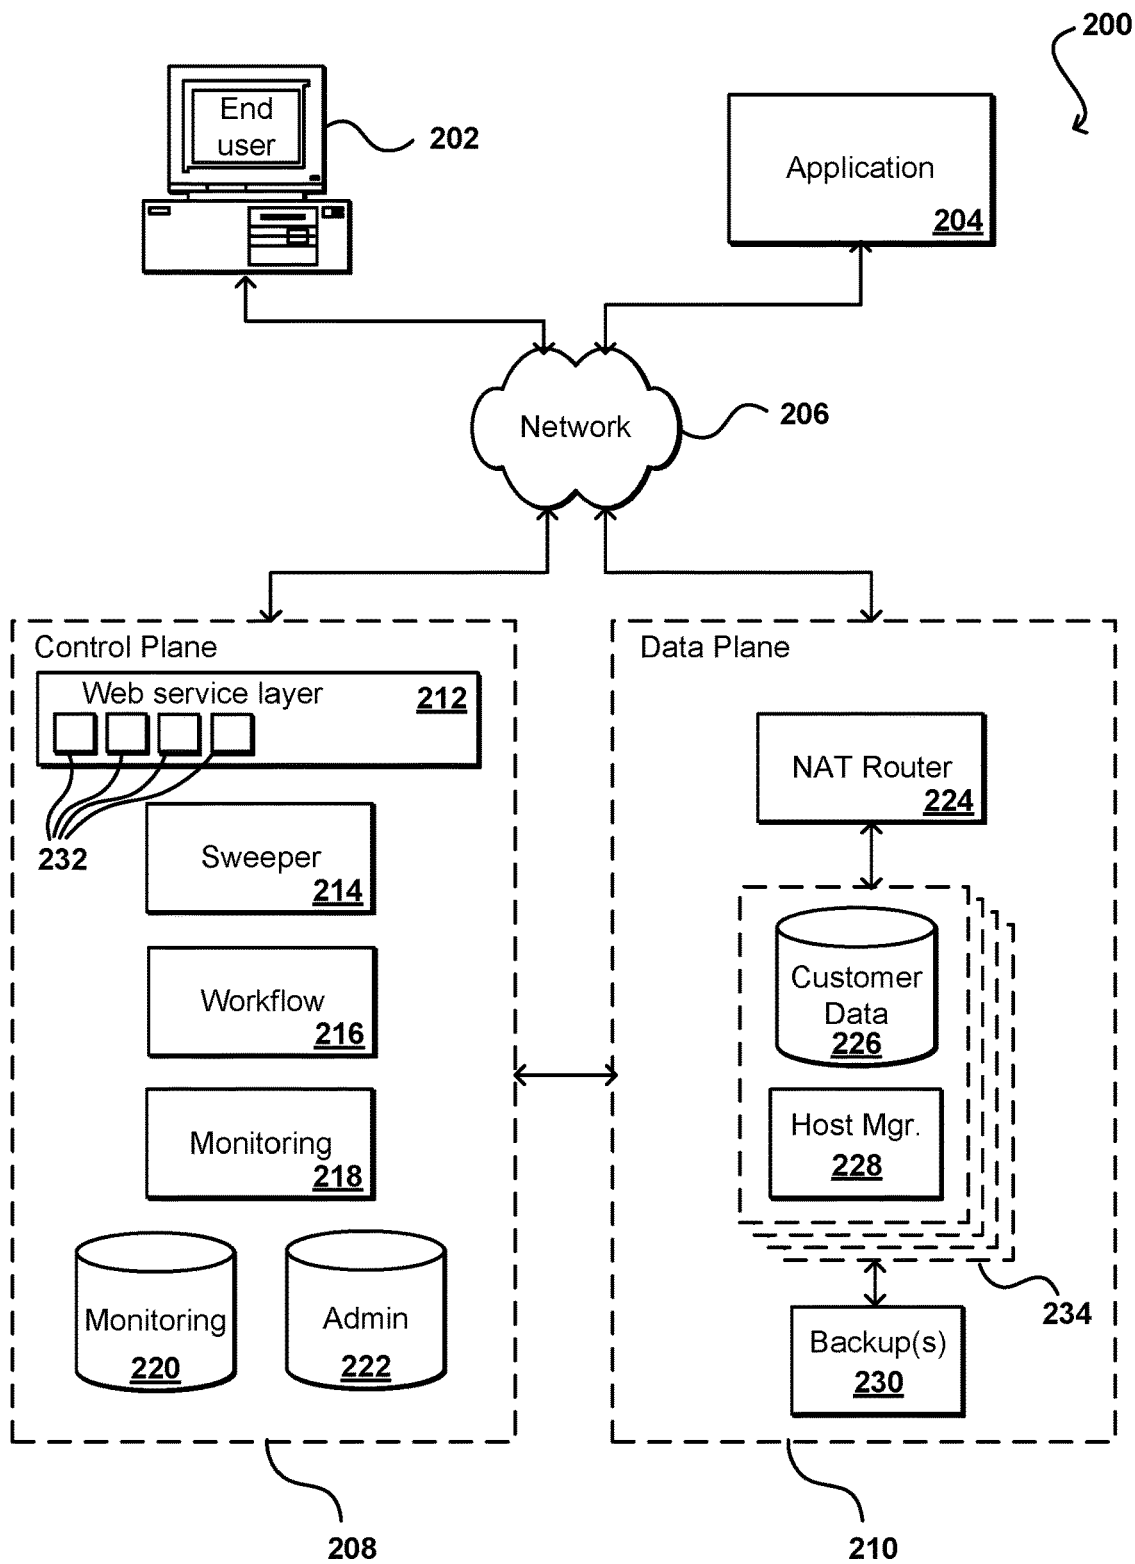 200
End
user
202
Application
204
Network
206
Control Plane
Web service layer
212
232
Sweeper
214
Workflow
216
Monitoring
218
Monitoring
220
Admin
222
208
Data Plane
NAT Router
224
Customer
Data
226
Host Mgr.
228
234
Backup(s)
230
210